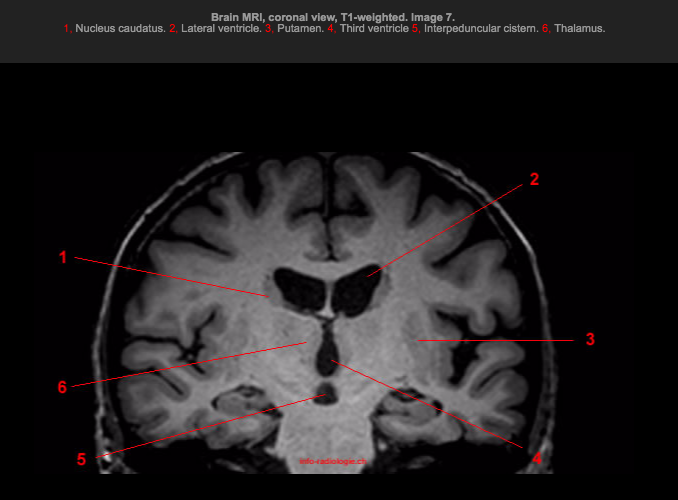 Brain MRI, coronal view, T1-weighted. Image 7.
1, Nucleus caudatus. 2, Lateral ventricle. 3, Putamen. 4, Third ventricle 5, Interpeduncular cistern. 6, Thalamus.
2
1
3
6
5
4
info-radiologie.ch